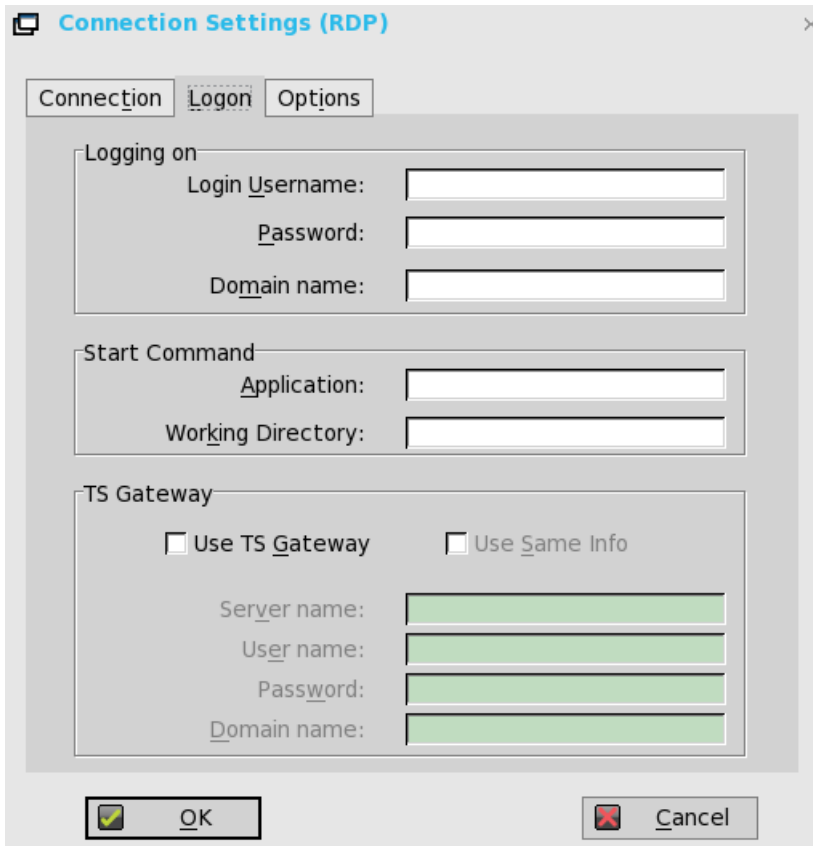 Connection Settings (RDP)
Connection Logon Options
Logging on
Login Username:
Password:
Domain name:
Start Command
Application:
Working Directory:
TS Gateway
Use TS Gateway Use Same Info
Server name:
User name:
Password:
Domain name:
OK Cancel